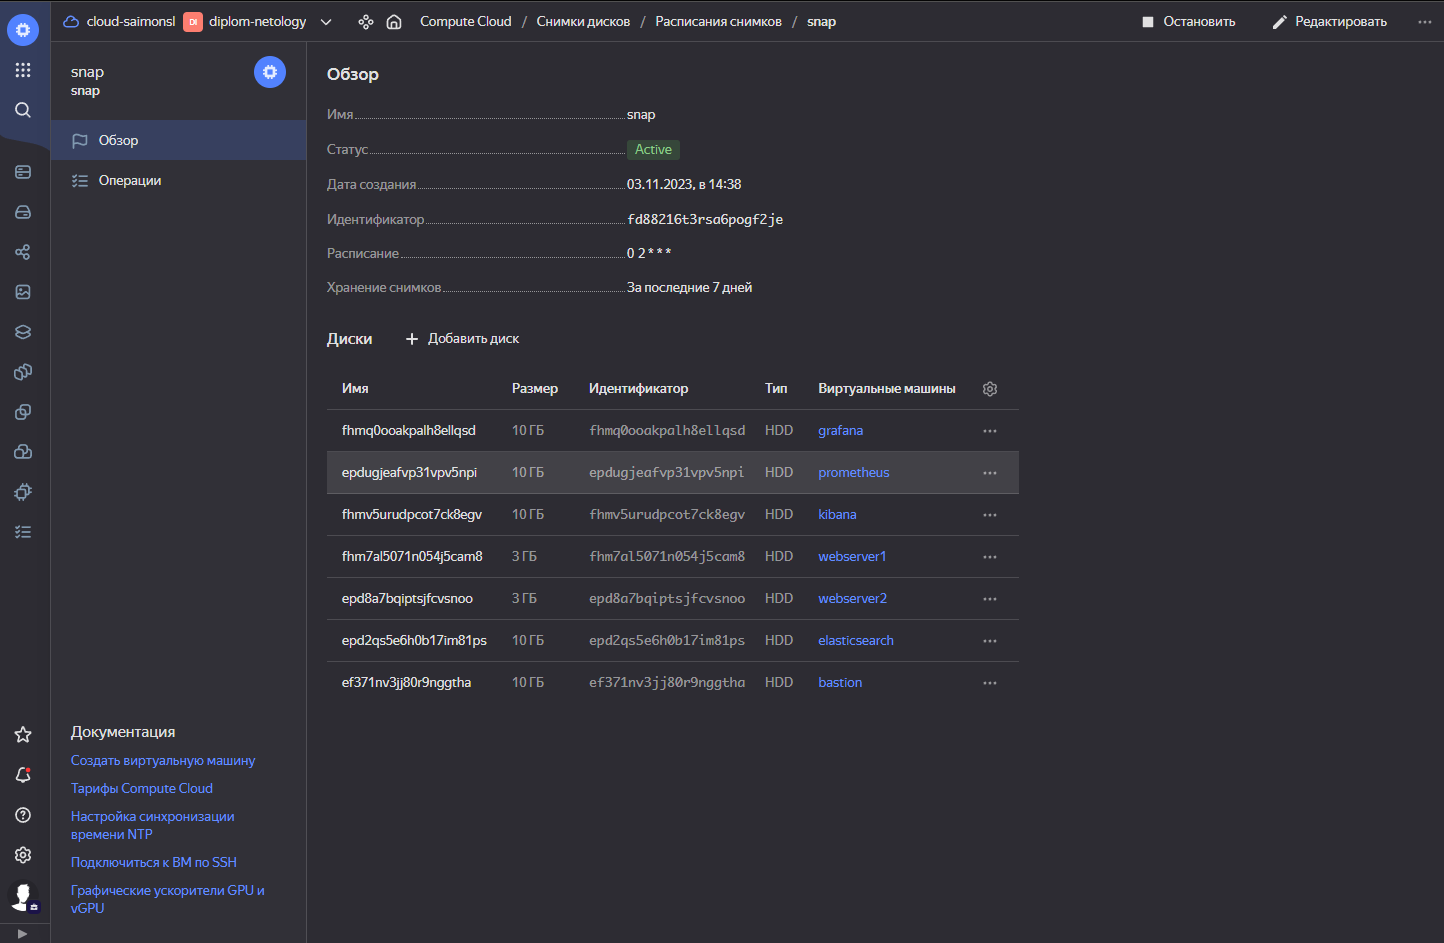 cloud-saimonsl DI diplom-netology Compute Cloud / Снимки дисков / Расписания снимков / snap Остановить Редактировать
snap
snap
Обзор
Операции
Документация
Создать виртуальную машину
Тарифы Compute Cloud
Настройка синхронизации
времени NTP
Подключиться к ВМ по SSH
Графические ускорители GPU и
vGPU
Обзор
Имя snap
Статус Active
Дата создания 03.11.2023, в 14:38
Идентификатор fd88216t3rsa6pogf2je
Расписание 0 2 * * *
Хранение снимков За последние 7 дней
Диски + Добавить диск
Имя Размер Идентификатор Тип Виртуальные машины
fhmq0ooakpalh8ellqsd 10 ГБ fhmq0ooakpalh8ellqsd HDD grafana
epdugjeafvp31vpv5npi 10 ГБ epdugjeafvp31vpv5npi HDD prometheus
fhmv5urudpcot7ck8egv 10 ГБ fhmv5urudpcot7ck8egv HDD kibana
fhm7al5071n054j5cam8 3 ГБ fhm7al5071n054j5cam8 HDD webserver1
epd8a7bqiptsjfcvsnoo 3 ГБ epd8a7bqiptsjfcvsnoo HDD webserver2
epd2qs5e6h0b17im81ps 10 ГБ epd2qs5e6h0b17im81ps HDD elasticsearch
ef371nv3jj80r9nggtha 10 ГБ ef371nv3jj80r9nggtha HDD bastion